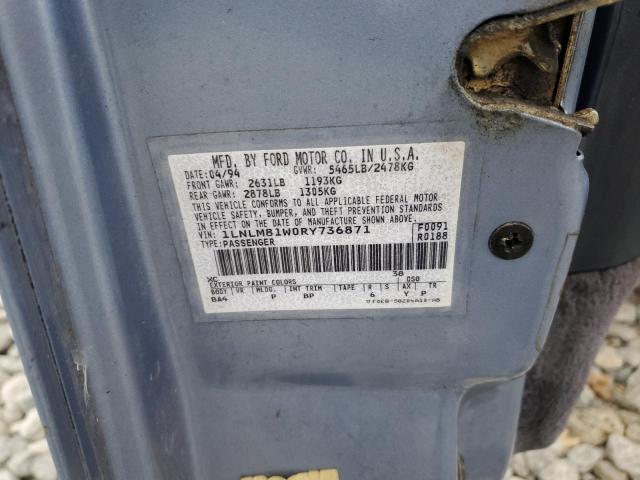 MFD. BY FORD MOTOR CO. IN U.S.A.
DATE: 04/94 GVWR: 5465LB/2478KG
FRONT GAWR: 2631LB 1193KG
REAR GAWR: 2878LB 1305KG
THIS VEHICLE CONFORMS TO ALL APPLICABLE FEDERAL MOTOR
VEHICLE SAFETY, BUMPER, AND THEFT PREVENTION STANDARDS
IN EFFECT ON THE DATE OF MANUFACTURE SHOWN ABOVE.
VIN: 1LNLM81W0RY736871 F0091
TYPE: PASSENGER R0188
XC 38
EXTERIOR PAINT COLORS DSO
BODY VR MLDG. INT TRIM TAPE R S AX TR
BA4 P BP 6 Y P